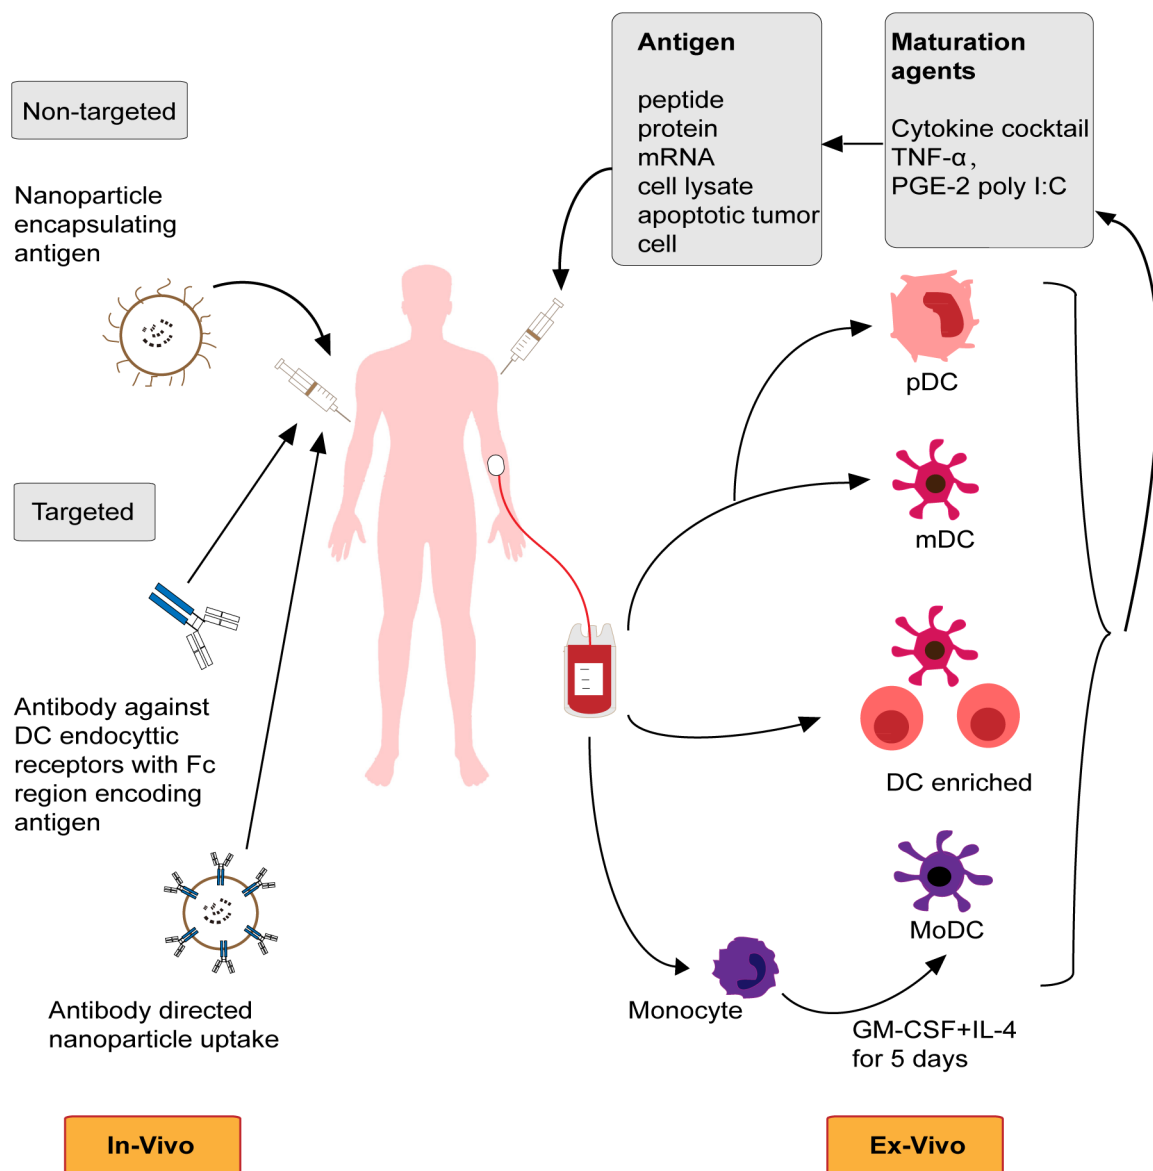 Non-targeted
Nanoparticle
encapsulating
antigen
Targeted
Antibody against
DC endocyttic
receptors with Fc
region encoding
antigen
Antibody directed
nanoparticle uptake
In-Vivo
Antigen
peptide
protein
mRNA
cell lysate
apoptotic tumor
cell
Maturation
agents
Cytokine cocktail
TNF-α,
PGE-2 poly I:C
pDC
mDC
DC enriched
MoDC
Monocyte
GM-CSF+IL-4
for 5 days
Ex-Vivo